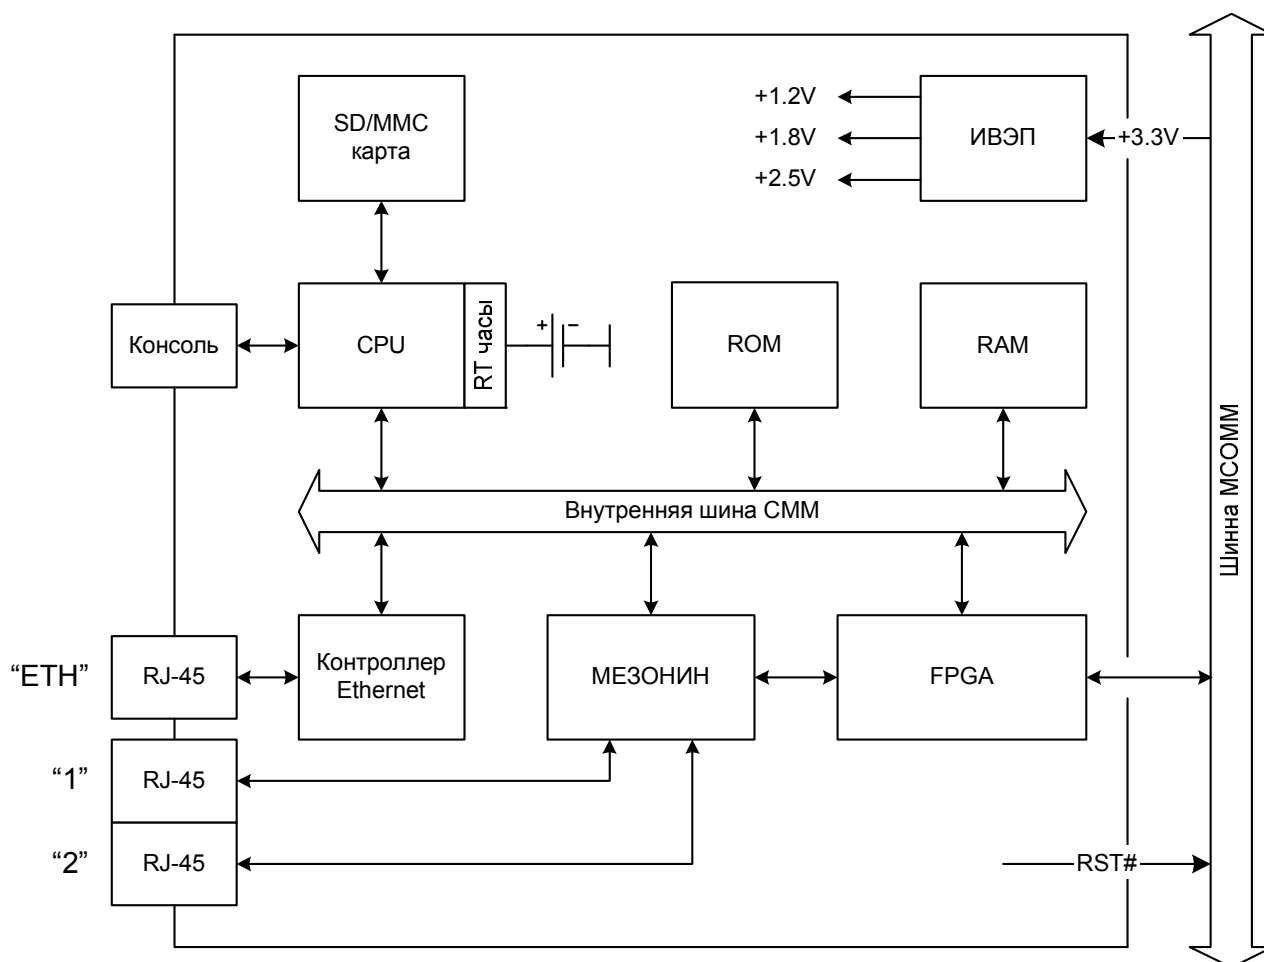 SD/MMC
карта
+1.2V
+1.8V
+2.5V
ИВЭП
+3.3V
Консоль
CPU
RT часы
+
–
ROM
RAM
Шинна MCOMM
Внутренняя шина CMM
“ETH”
RJ-45
Контроллер
Ethernet
МЕЗОНИН
FPGA
“1”
RJ-45
“2”
RJ-45
RST#